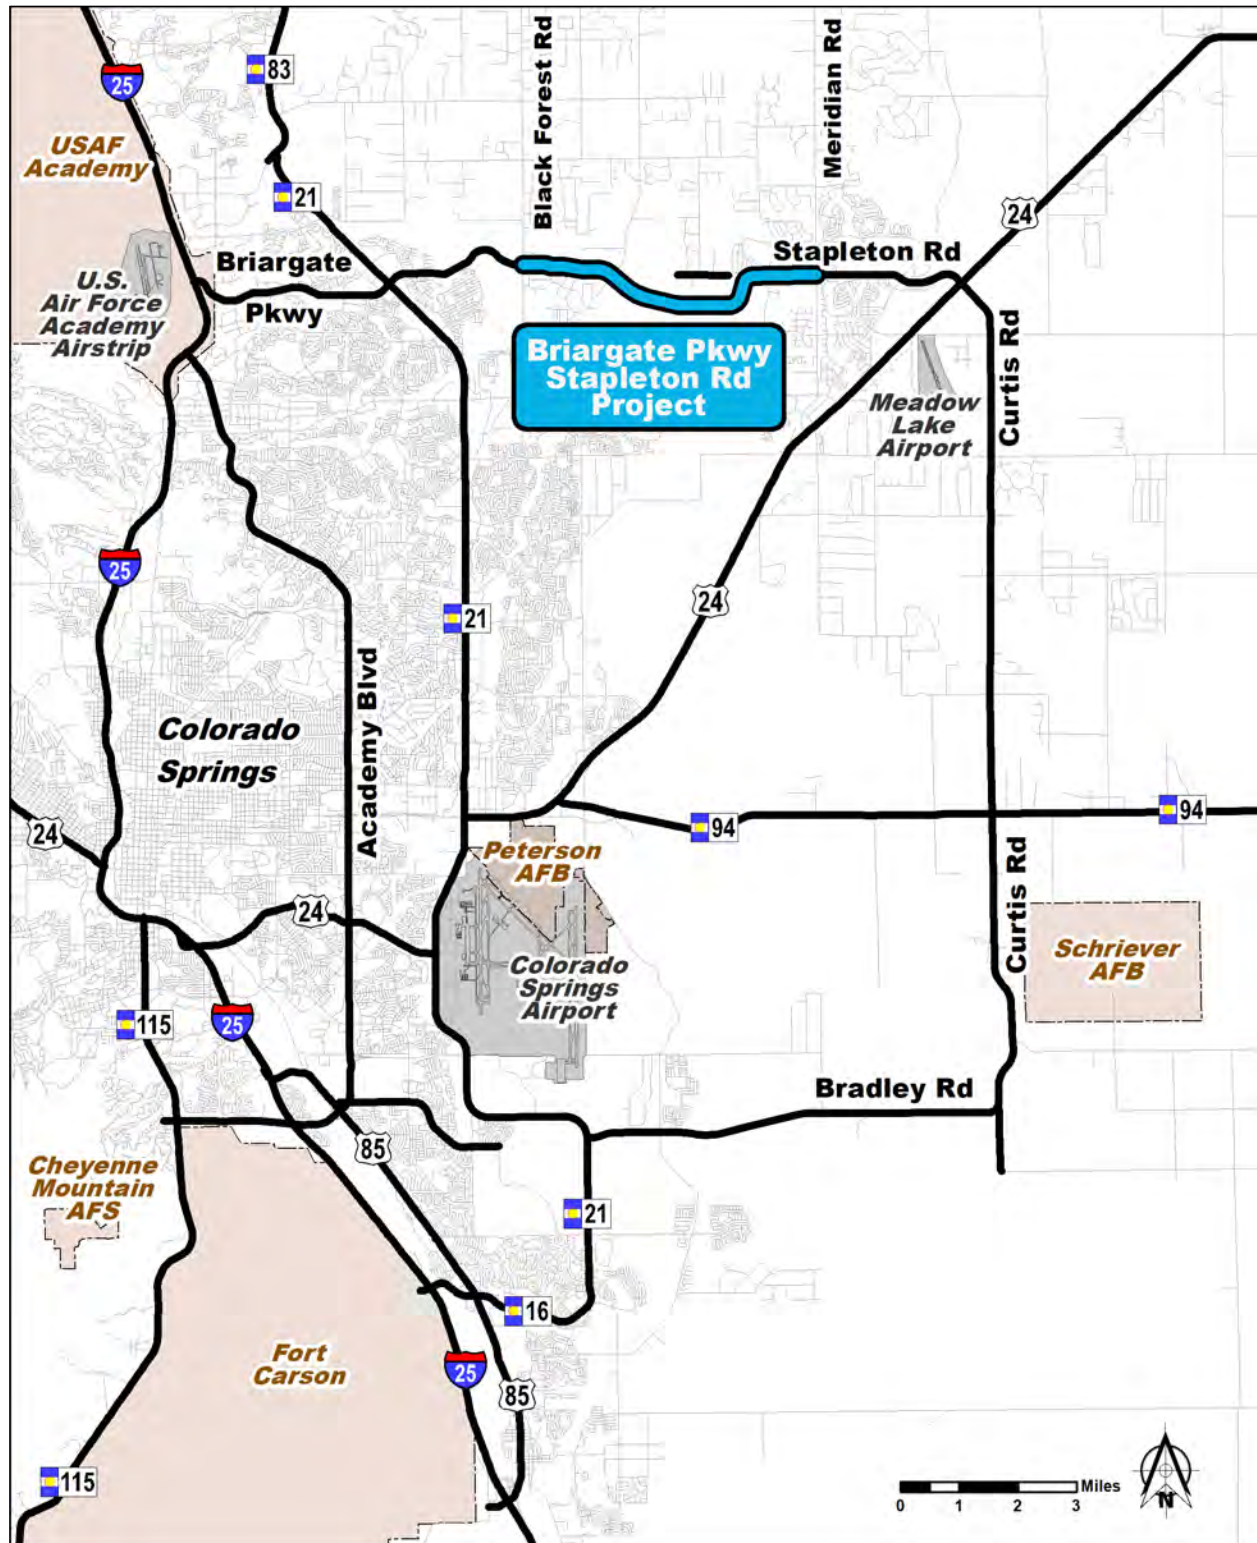 Black Forest Rd
Meridian Rd
25
83
USAF
Academy
21
24
Briargate
Pkwy
Stapleton Rd
U.S.
Air Force
Academy
Airstrip
Briargate Pkwy
Stapleton Rd
Project
Curtis Rd
Meadow
Lake
Airport
25
24
21
Academy Blvd
Colorado
Springs
24
94
94
Peterson
AFB
Curtis Rd
24
Schriever
AFB
Colorado
Springs
Airport
115
25
Bradley Rd
85
Cheyenne
Mountain
AFS
21
16
Fort
Carson
25
85
115
Miles
0 1 2 3
N